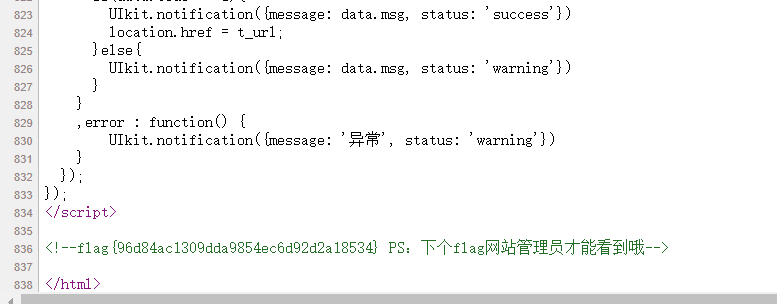 823 UIkit.notification({message: data.msg, status: 'success'})
824 location.href = t_url;
825 }else{
826 UIkit.notification({message: data.msg, status: 'warning'})
827 }
828 }
829 ,error : function() {
830 UIkit.notification({message: '异常', status: 'warning'})
831 }
832 });
833 });
834 </script>
835
836 <!--flag{96d84ac1309dda9854ec6d92d2a18534} PS：下个flag网站管理员才能看到哦-->
837
838 </html>